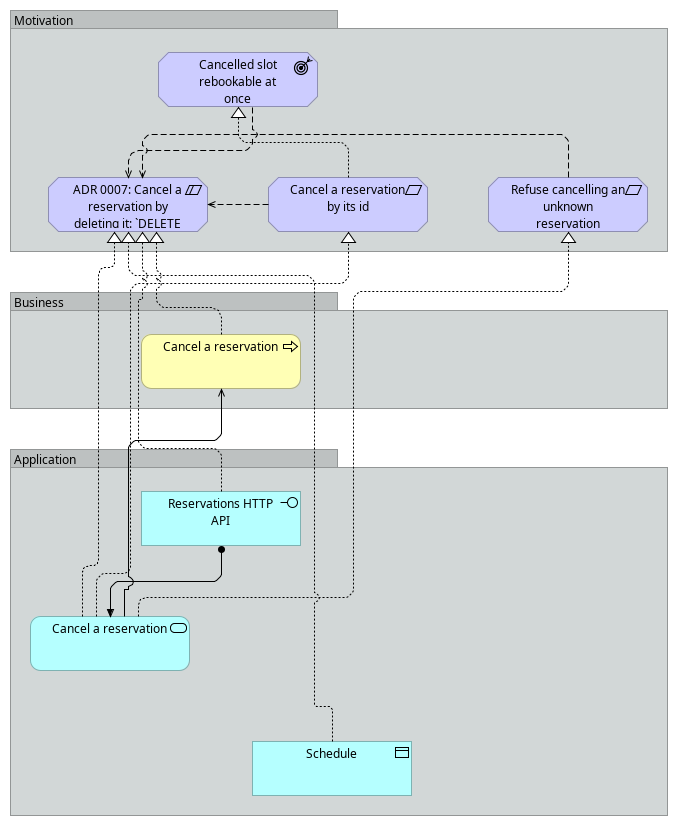 Motivation
Cancelled slot
rebookable at
once
ADR 0007: Cancel a
reservation by
deleting it: `DELETE
Cancel a reservation
by its id
Refuse cancelling an
unknown
reservation
Business
Cancel a reservation
Application
Reservations HTTP
API
Cancel a reservation
Schedule